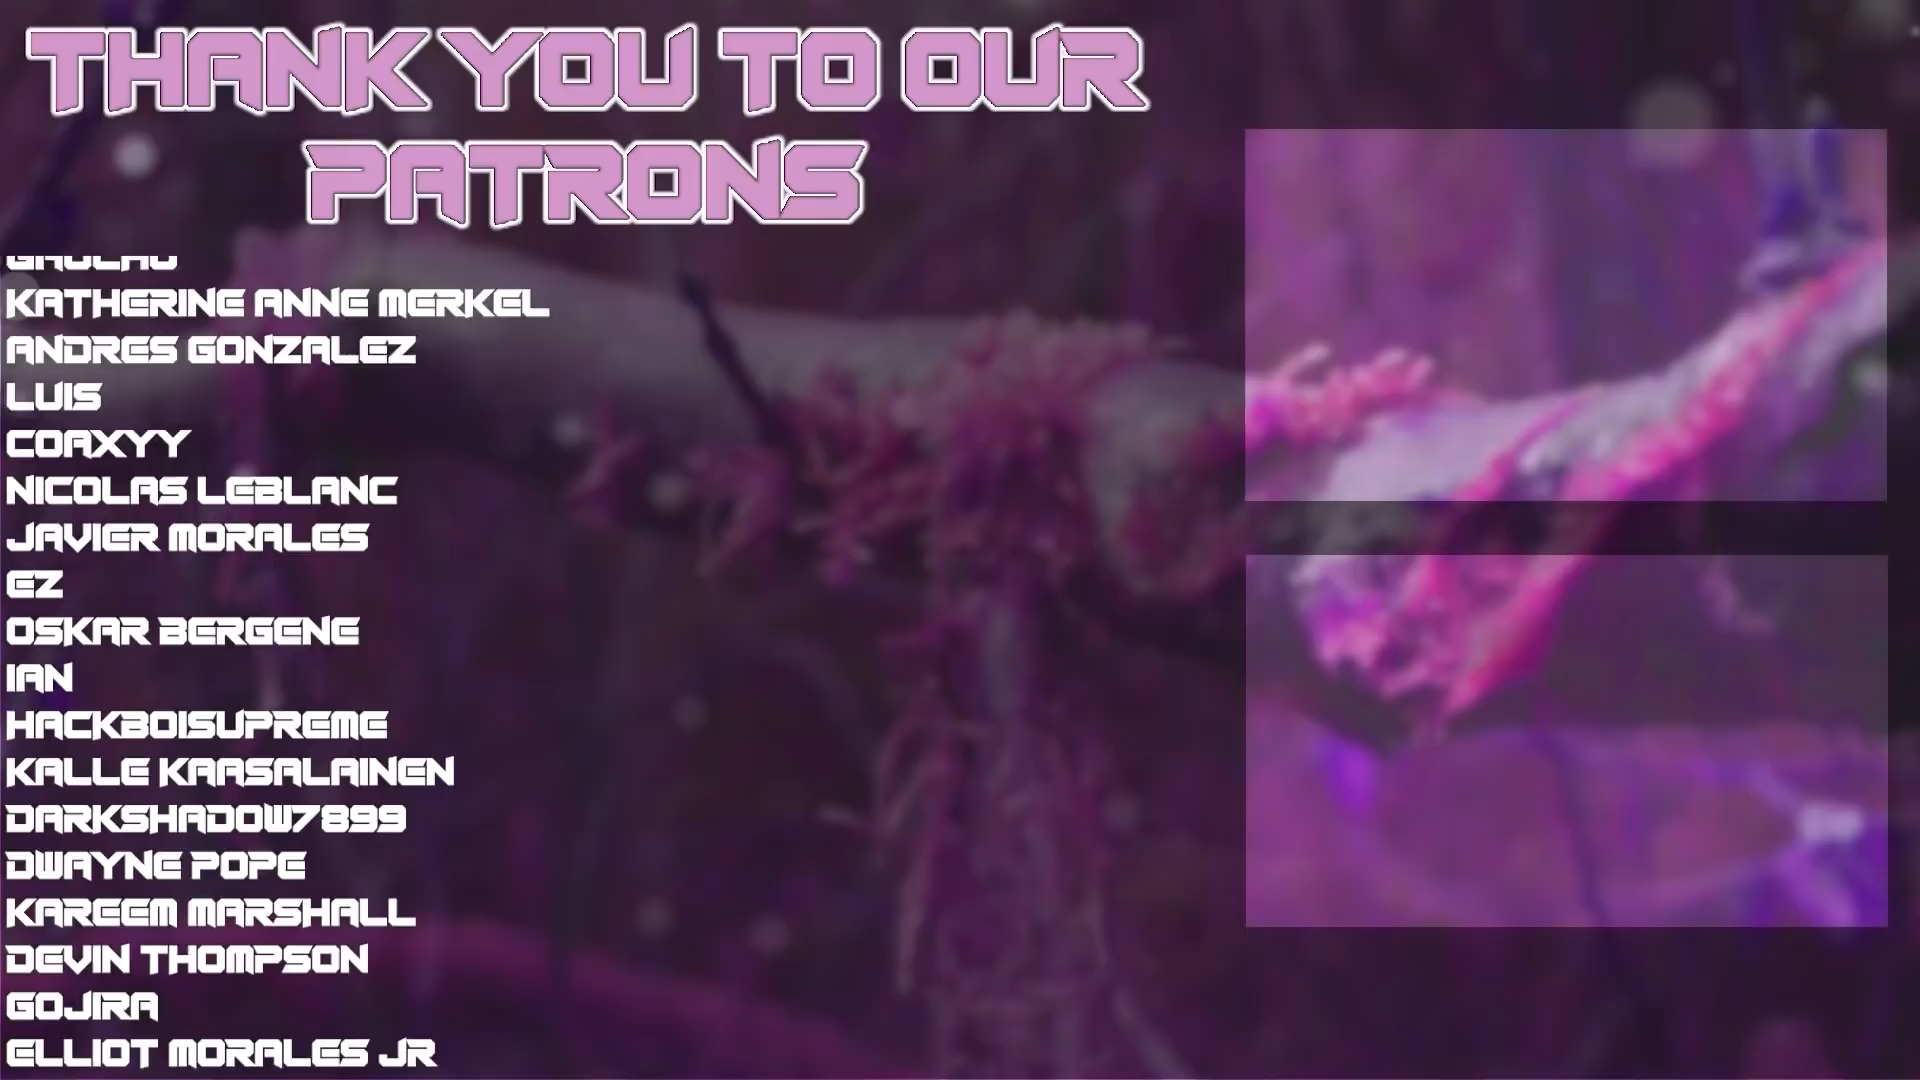 THANK YOU TO OUR
PATRONS
KATHERINE ANNE MERKEL
ANDRES GONZALEZ
LUIS
COAXYY
NICOLAS LEBLANC
JAVIER MORALES
EZ
OSKAR BERGENE
IAN
HACKBOISUPREME
KALLE KAASALAINEN
DARKSHADOW7899
DWAYNE POPE
KAREEM MARSHALL
DEVIN THOMPSON
GOJIRA
ELLIOT MORALES JR